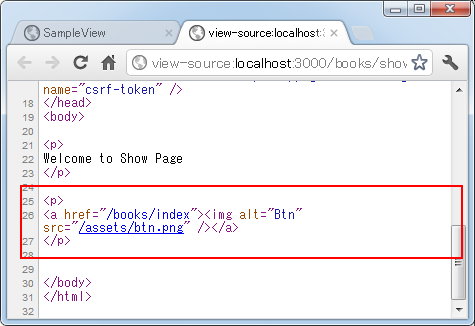 SampleView
view-source:localhost:3
view-source:localhost:3000/books/show
name="csrf-token" />
18 </head>
19 <body>
20
21 <p>
22 Welcome to Show Page
23 </p>
24
25 <p>
26 <a href="/books/index"><img alt="Btn"
src="/assets/btn.png" /></a>
27 </p>
28
29
30 </body>
31 </html>
32